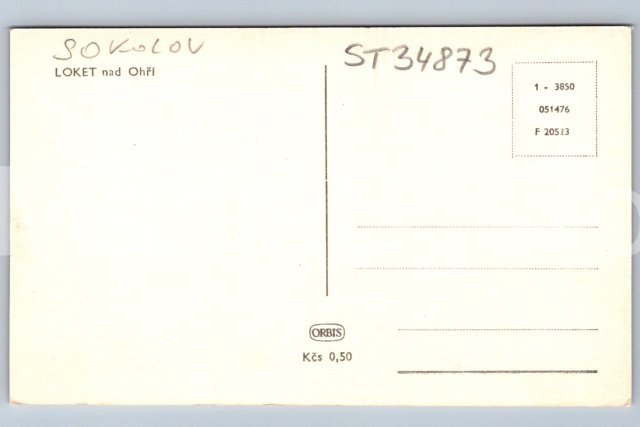 SOKOLOV
LOKET nad Ohří
ST34873
1 - 3850
051476
F 20523
ORBIS
Kčs 0,50